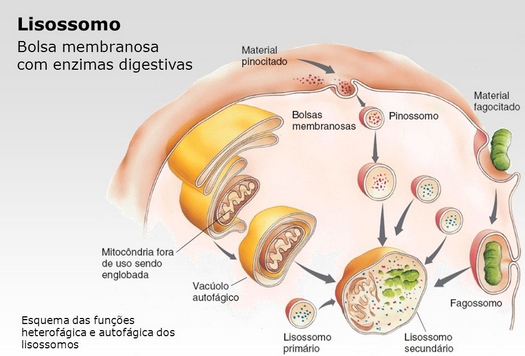 Lisossomo
Bolsa membranosa
com enzimas digestivas
Material
pinocitado
Bolsas
membranosas
Pinossomo
Material
fagocitado
Mitocôndria fora
de uso sendo
englobada
Vacúolo
autofágico
Fagossomo
Lisossomo
primário
Lisossomo
secundário
Esquema das funções
heterofágica e autofágica dos
lisossomos